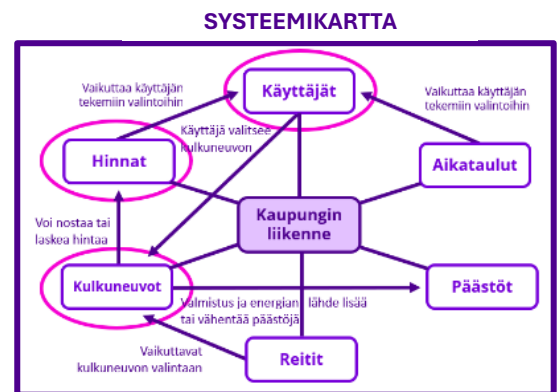 SYSTEEMIKARTTA
Vaikuttaa käyttäjän
tekemiin valintoihin
Käyttäjät
Vaikuttaa käyttäjän
tekemiin valintoihin
Käyttäjä valitsee
kulkuneuvon
Hinnat
Aikataulut
Kaupungin
liikenne
Voi nostaa tai
laskea hintaa
Kulkuneuvot
Valmistus ja energian lähde lisää
tai vähentää päästöjä
Päästöt
Vaikuttavat
kulkuneuvon valintaan
Reitit